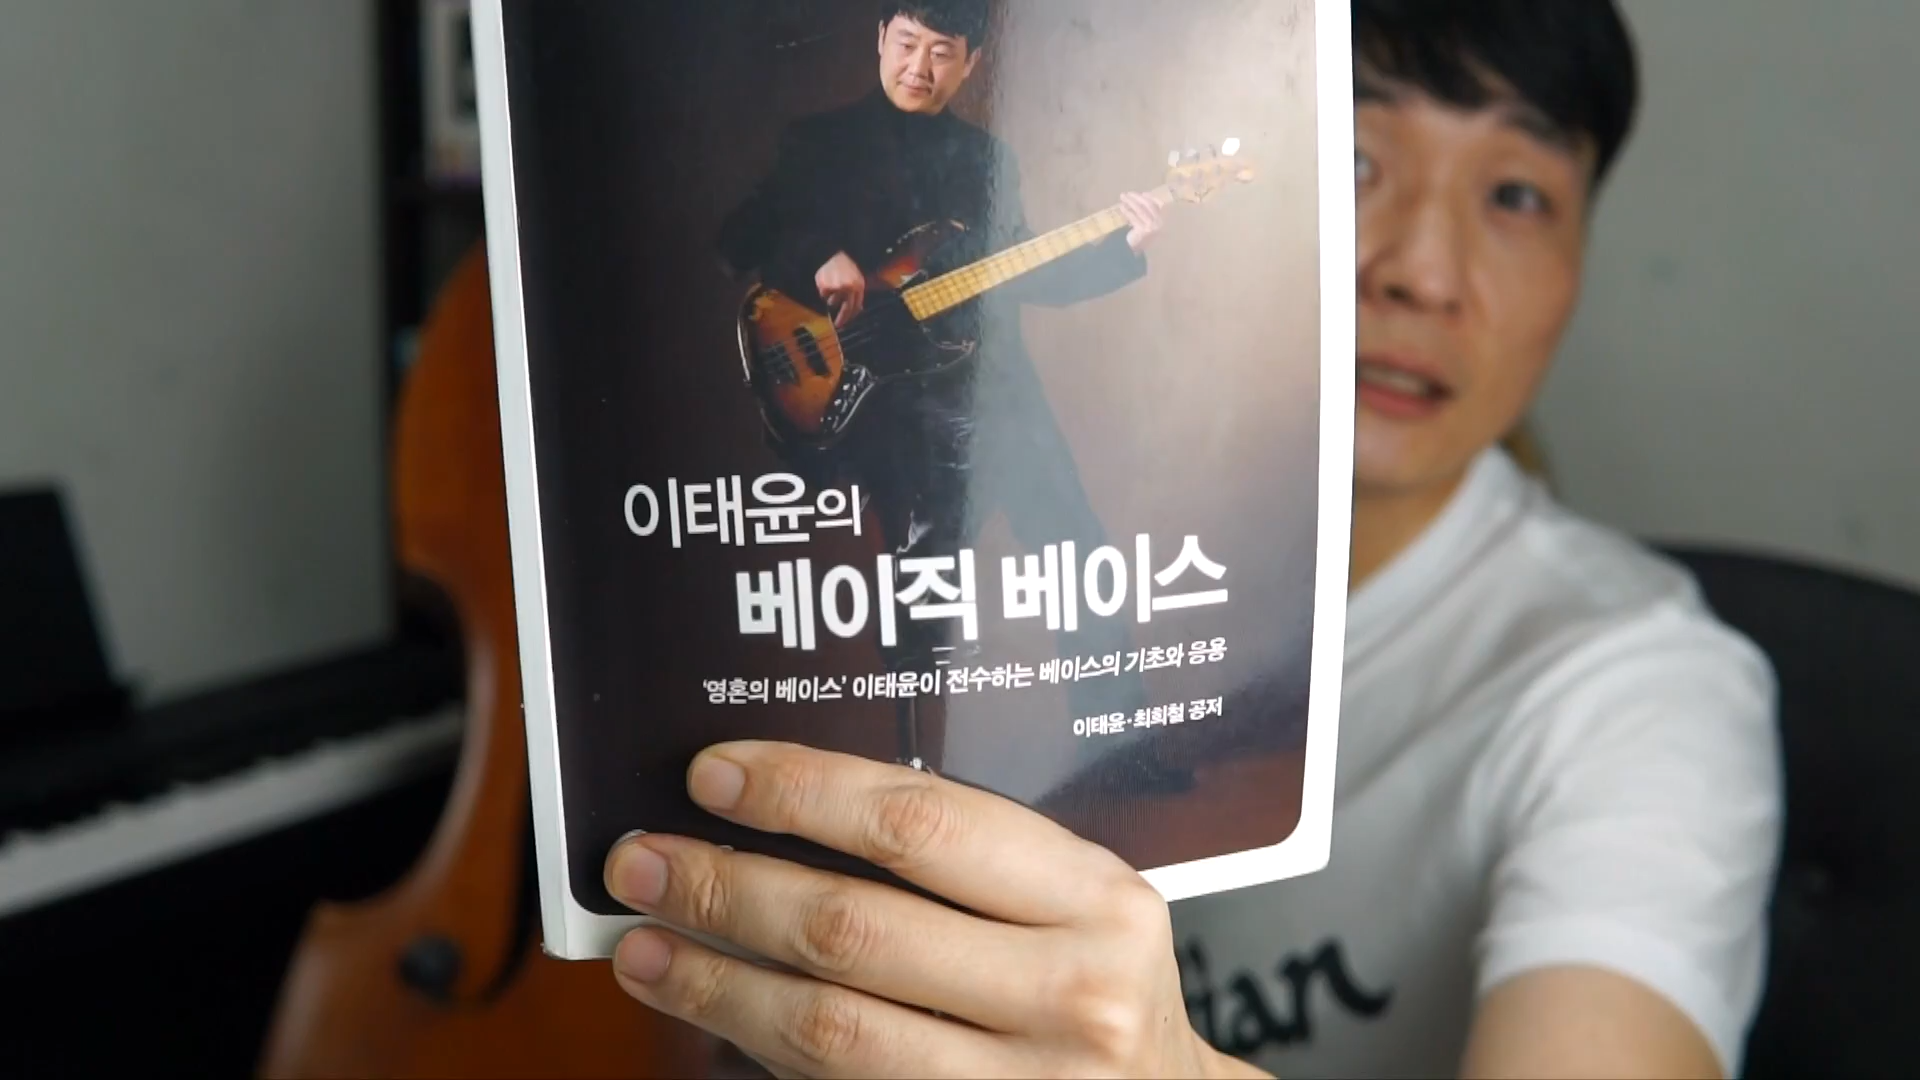 이태윤의
베이직 베이스
‘영혼의 베이스’ 이태윤이 전수하는 베이스의 기초와 응용
이태윤·최희철 공저